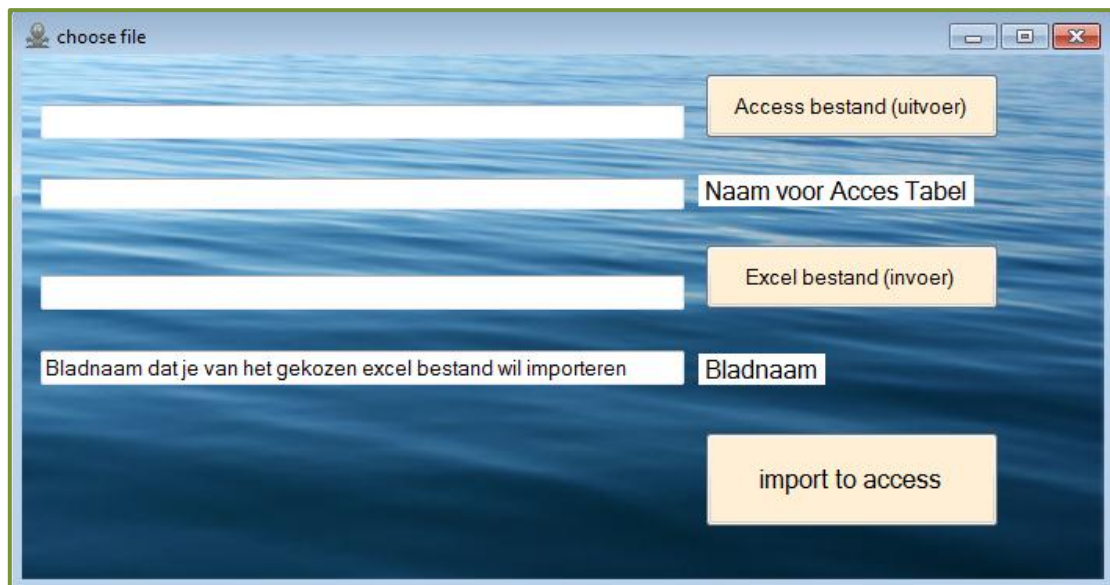 choose file
Access bestand (uitvoer)
Naam voor Acces Tabel
Excel bestand (invoer)
Bladnaam dat je van het gekozen excel bestand wil importeren
Bladnaam
import to access